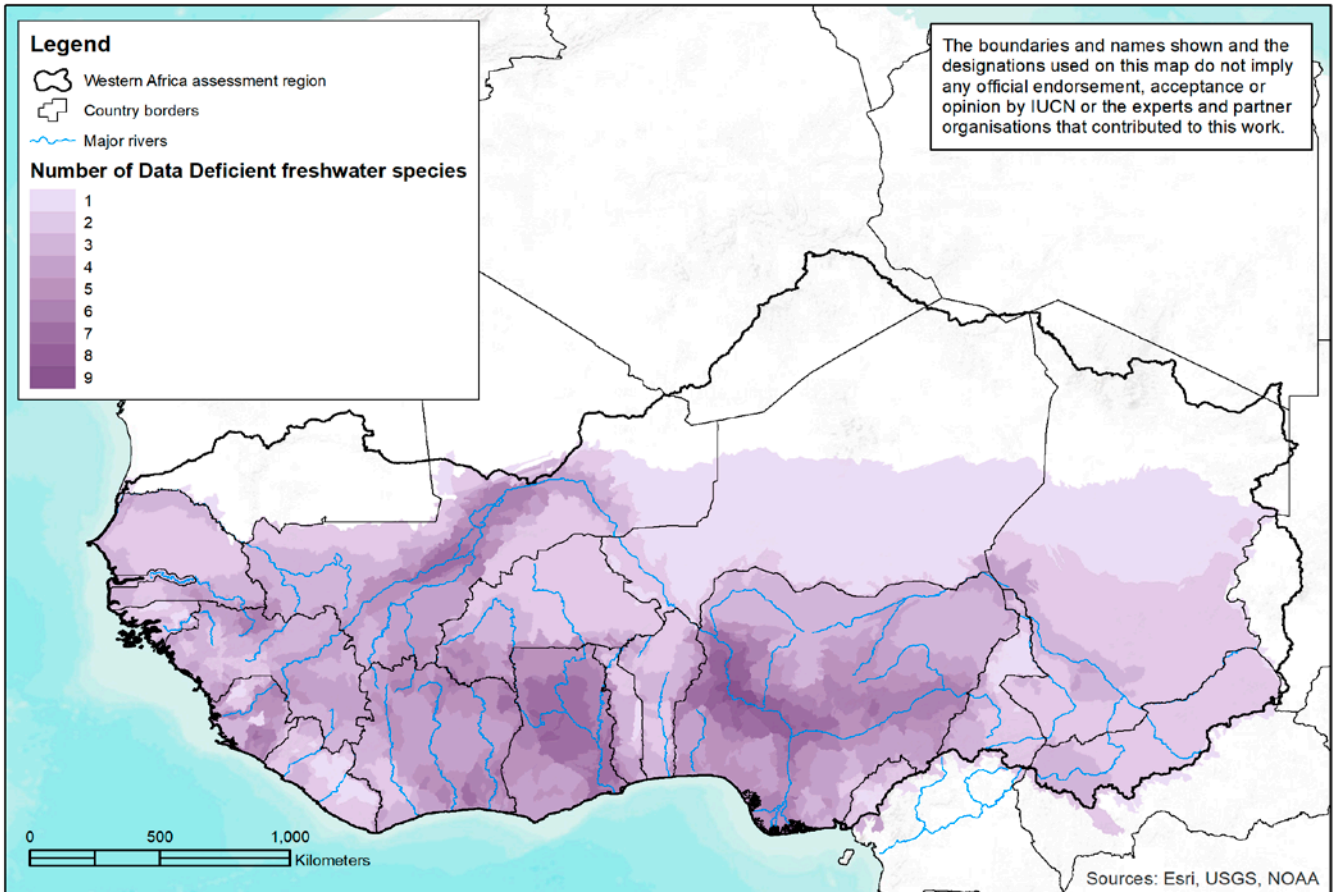 Legend
Western Africa assessment region
Country borders
Major rivers
Number of Data Deficient freshwater species
1
2
3
4
5
6
7
8
9
The boundaries and names shown and the
designations used on this map do not imply
any official endorsement, acceptance or
opinion by IUCN or the experts and partner
organisations that contributed to this work.
0 500 1,000
Kilometers
Sources: Esri, USGS, NOAA